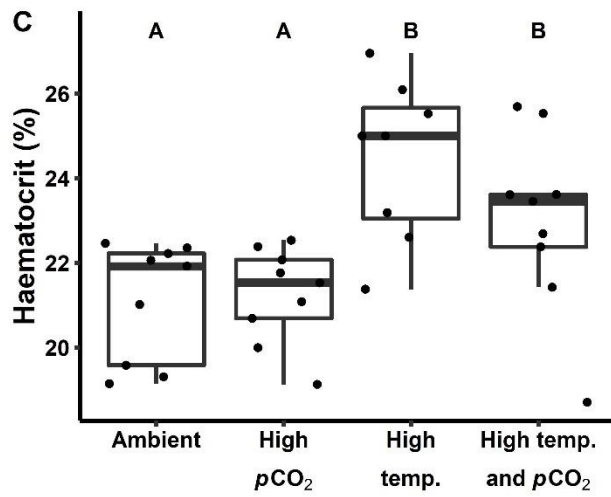 C
A A B B
Haematocrit (%)
26
24
22
20
Ambient High High High temp.
pCO₂ temp. and pCO₂